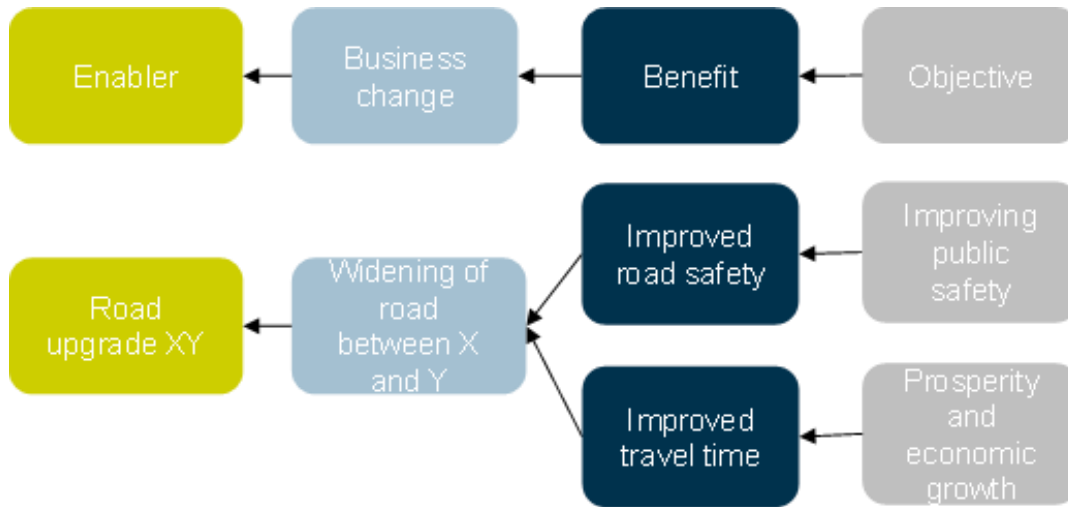 Enabler
Business
change
Benefit
Objective
Road
upgrade XY
Widening of
road
between X
and Y
Improved
road safety
Improving
public
safety
Improved
travel time
Prosperity
and
economic
growth